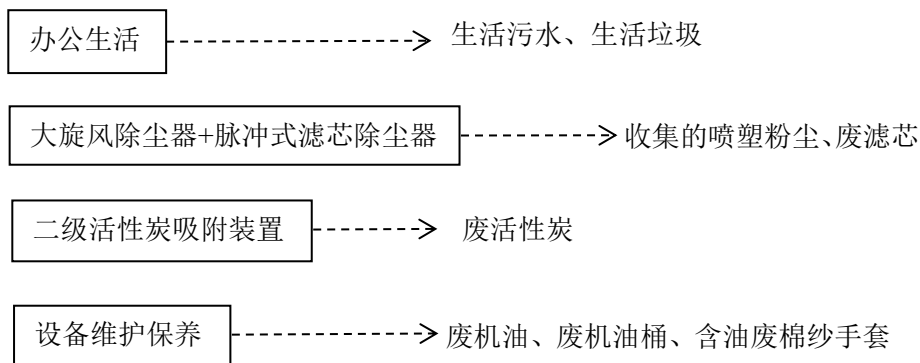 办公生活 生活污水、生活垃圾
大旋风除尘器+脉冲式滤芯除尘器 收集的喷塑粉尘、废滤芯
二级活性炭吸附装置 废活性炭
设备维护保养 废机油、废机油桶、含油废棉纱手套